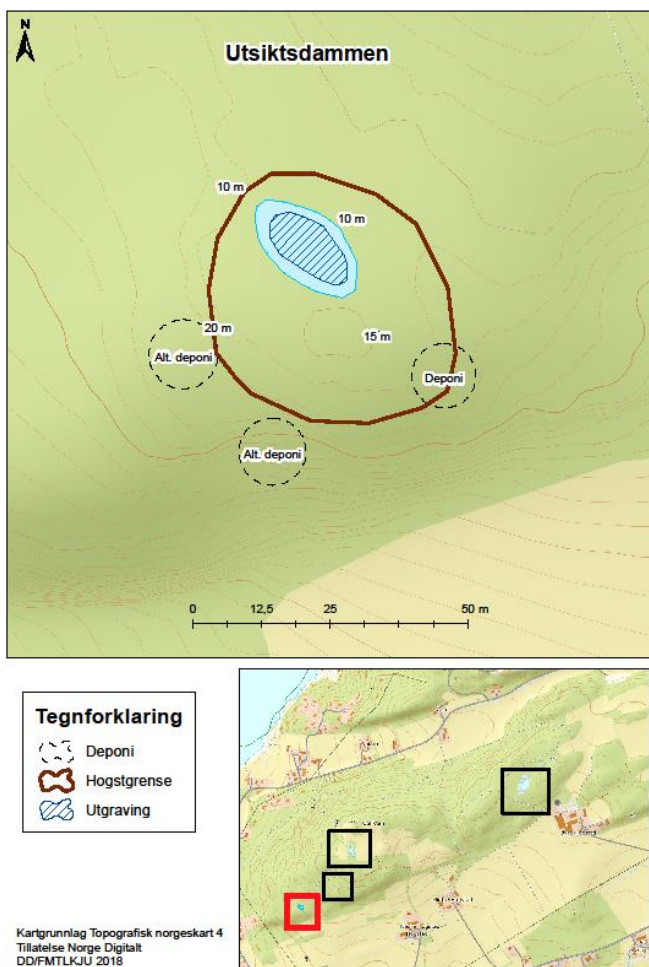 N
Utsiktsdammen
10 m
10 m
20 m
15 m
Alt. deponi
Deponi
Alt. deponi
0 12,5 25 50 m
Tegnforklaring
Deponi
Hogstgrense
Utgraving
Kartgrunnlag Topografisk norgeskart 4
Tillatelse Norge Digitalt
DD/FMTLKJU 2018